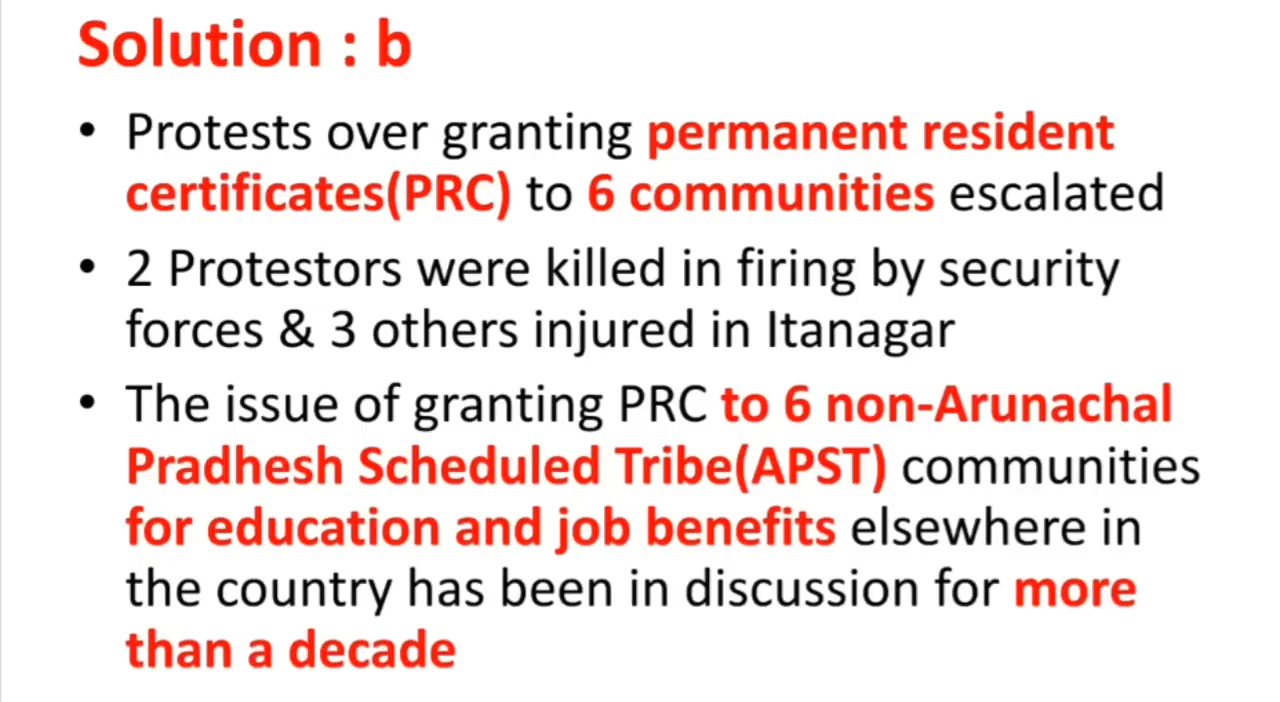 Solution : b
• Protests over granting permanent resident
certificates(PRC) to 6 communities escalated
• 2 Protestors were killed in firing by security
forces & 3 others injured in Itanagar
• The issue of granting PRC to 6 non-Arunachal
Pradhesh Scheduled Tribe(APST) communities
for education and job benefits elsewhere in
the country has been in discussion for more
than a decade